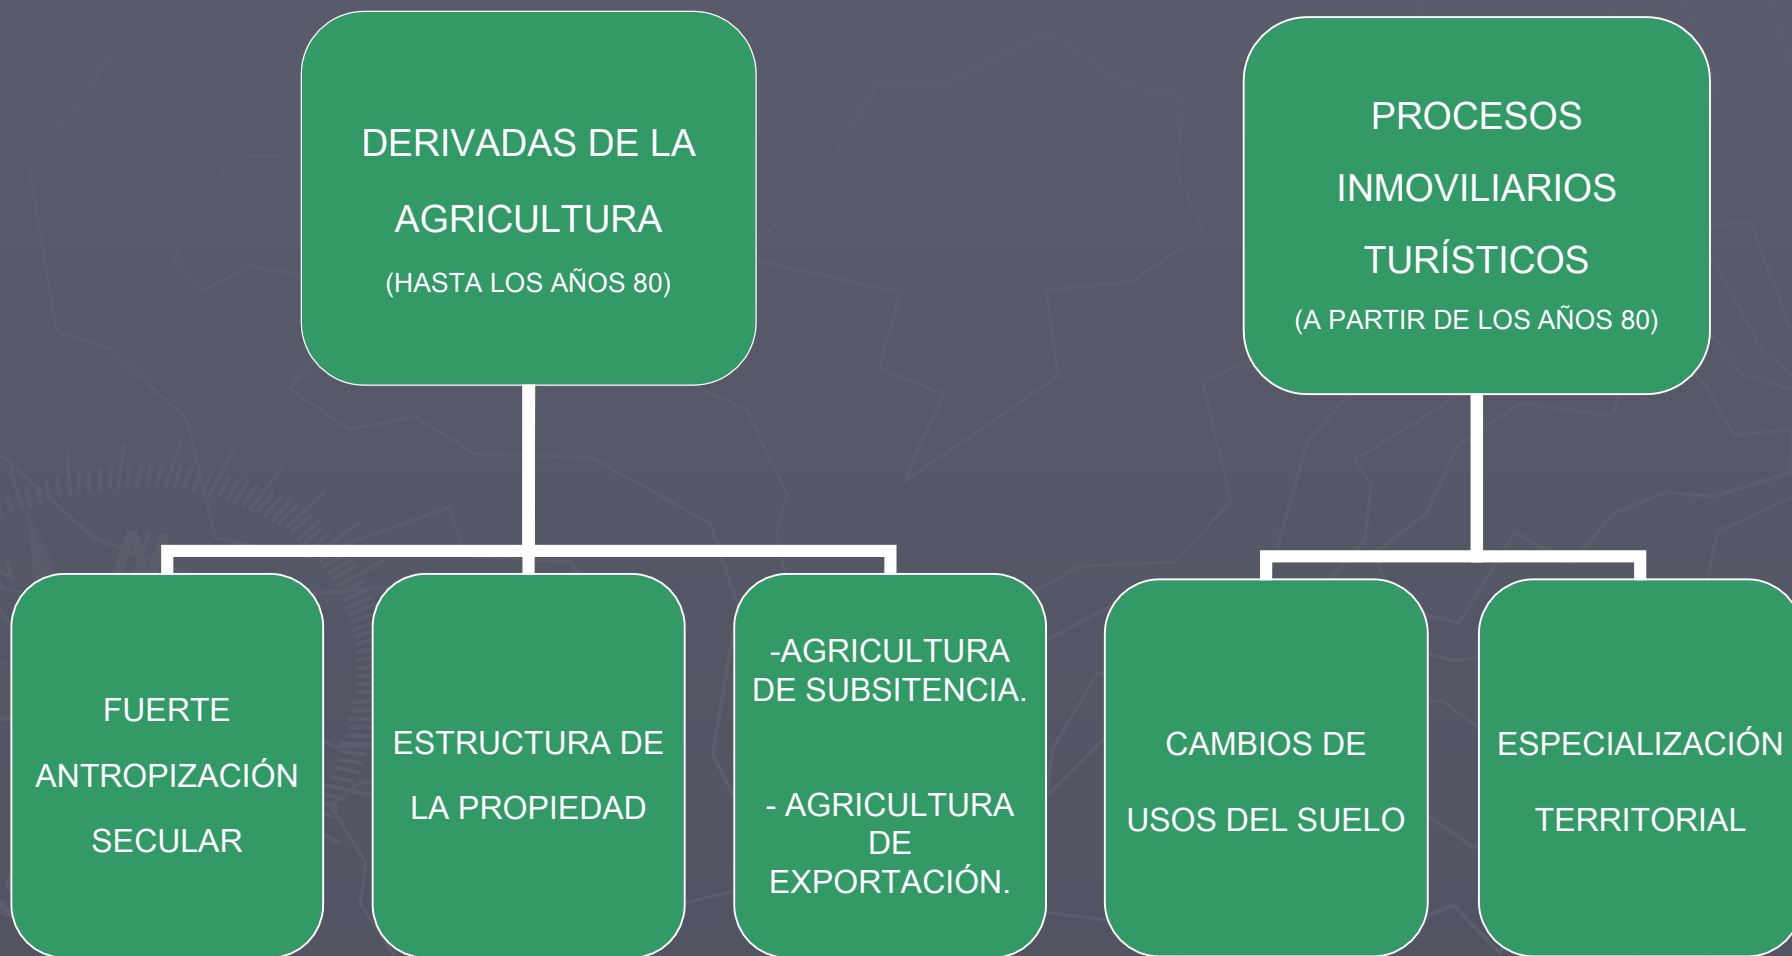 DERIVADAS DE LA
AGRICULTURA
(HASTA LOS AÑOS 80)
PROCESOS
INMOVILIARIOS
TURÍSTICOS
(A PARTIR DE LOS AÑOS 80)
FUERTE
ANTROPIZACIÓN
SECULAR
ESTRUCTURA DE
LA PROPIEDAD
-AGRICULTURA
DE SUBSITENCIA.
- AGRICULTURA
DE
EXPORTACIÓN.
CAMBIOS DE
USOS DEL SUELO
ESPECIALIZACIÓN
TERRITORIAL